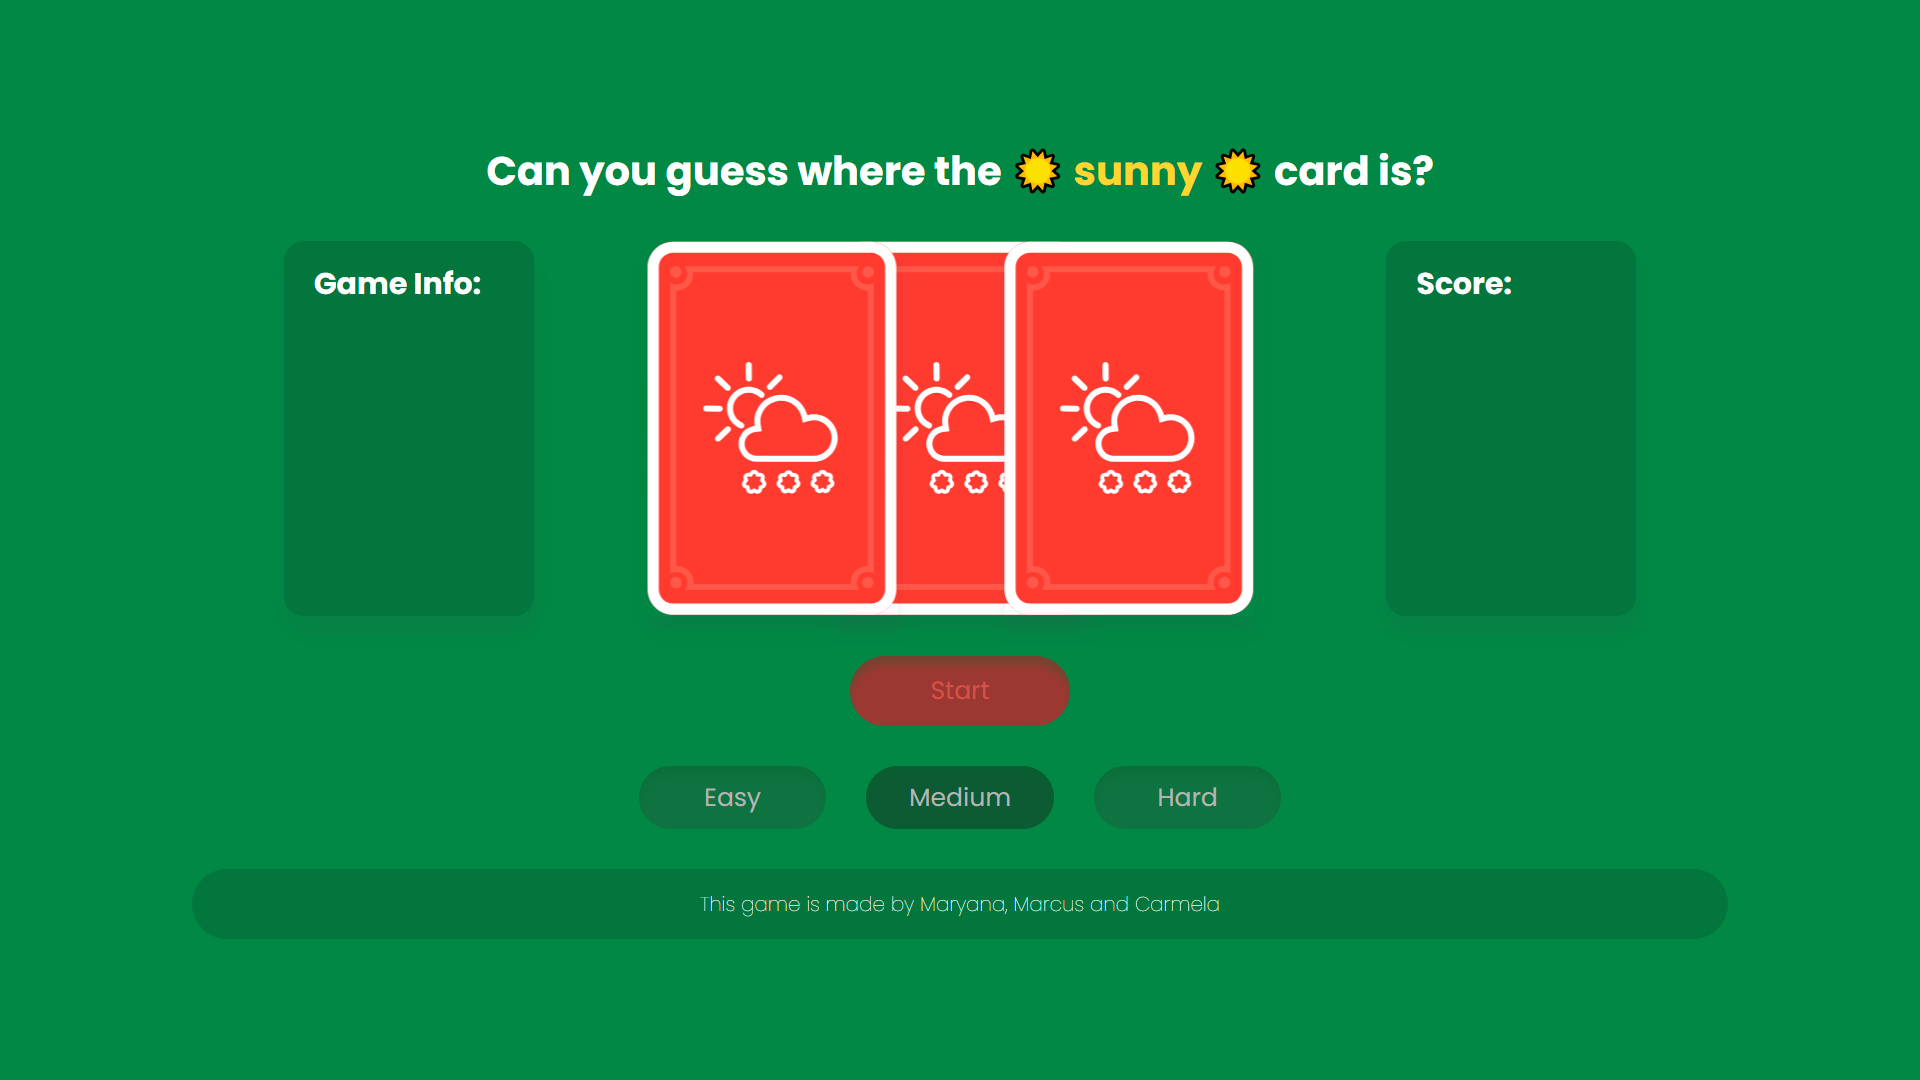 Can you guess where the sunny card is?
Game Info:
Score:
Start
Easy
Medium
Hard
This game is made by Maryana, Marcus and Carmela